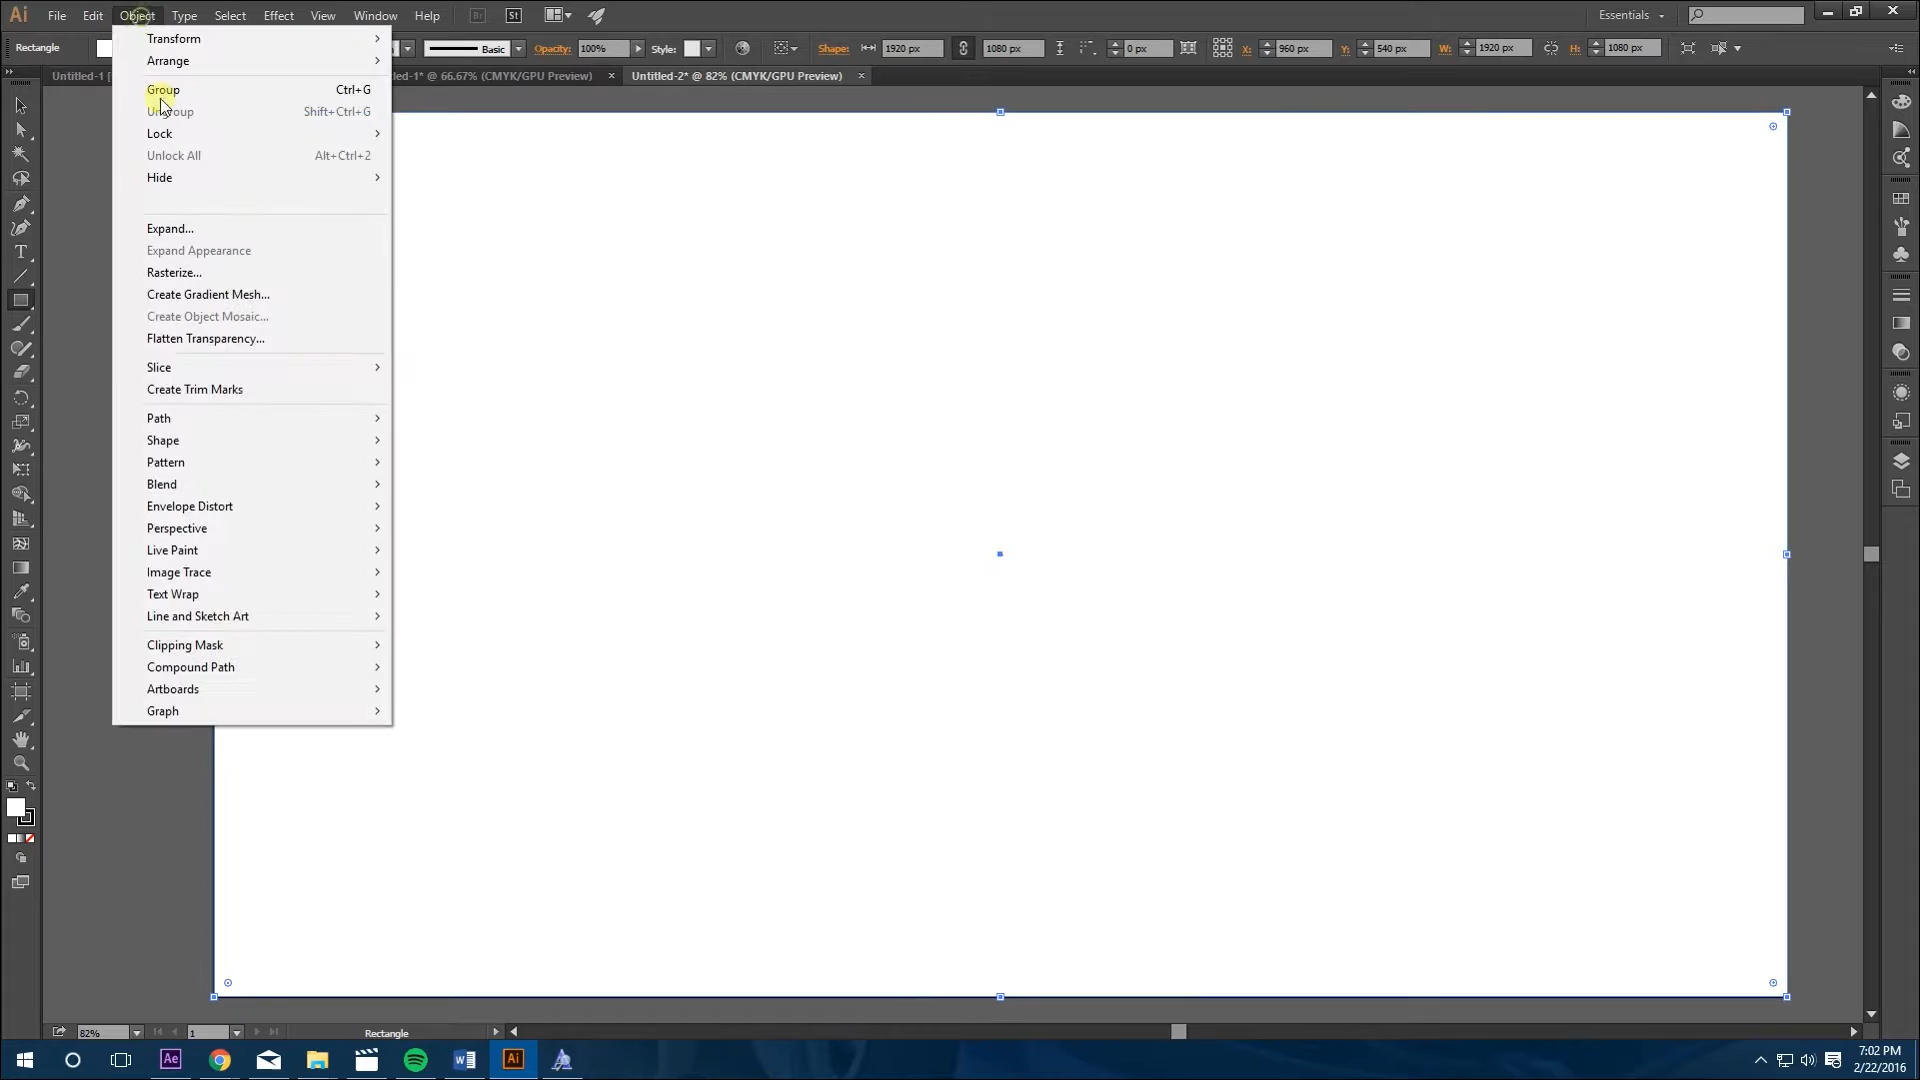 Ai File Edit Object Type Select Effect View Window Help Br St Essentials
Rectangle Basic Opacity: 100% Style: Shape: 1920 px 1080 px 0 px X: 960 px Y: 540 px W: 1920 px H: 1080 px
Untitled-1 [ led-1* @ 66.67% (CMYK/GPU Preview) × Untitled-2* @ 82% (CMYK/GPU Preview) ×
Transform
Arrange
Group Ctrl+G
Ungroup Shift+Ctrl+G
Lock
Unlock All Alt+Ctrl+2
Hide
Expand...
Expand Appearance
Rasterize...
Create Gradient Mesh...
Create Object Mosaic...
Flatten Transparency...
Slice
Create Trim Marks
Path
Shape
Pattern
Blend
Envelope Distort
Perspective
Live Paint
Image Trace
Text Wrap
Line and Sketch Art
Clipping Mask
Compound Path
Artboards
Graph
82% 1 Rectangle
Ae Ai 7:02 PM
2/22/2016